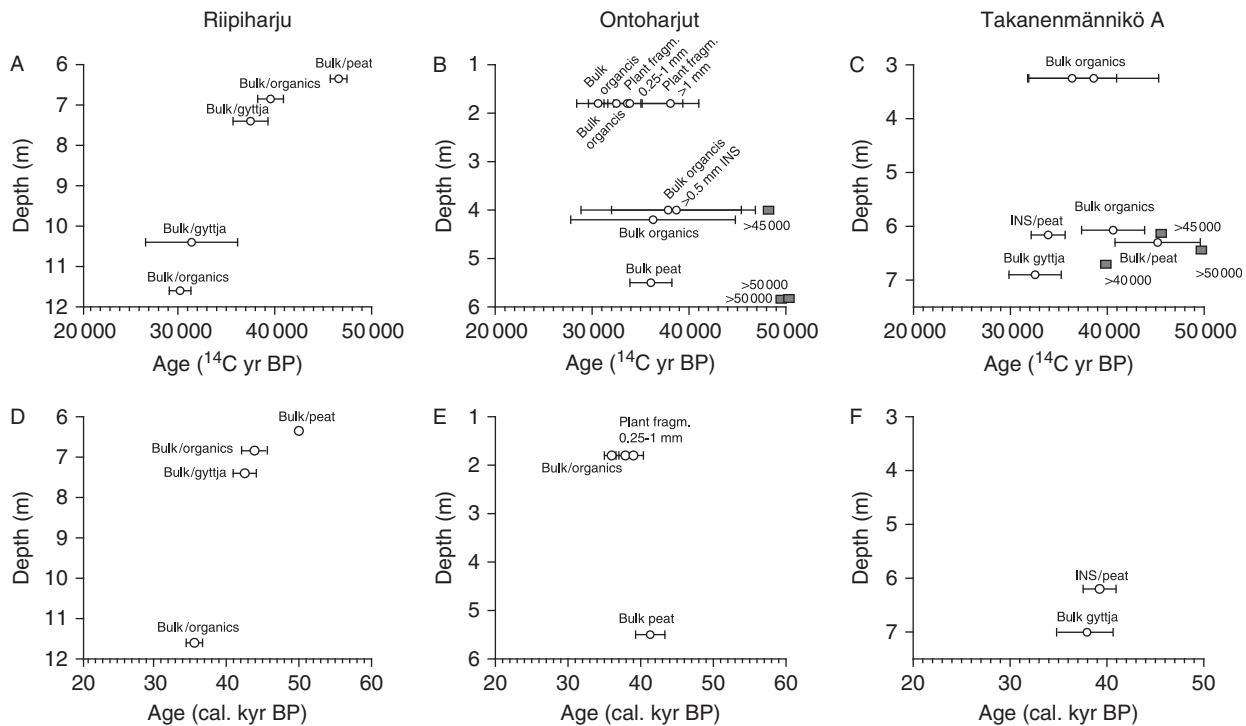 Riipiharju
Ontoharjut
Takanenmännikö A
A
Depth (m)
6
7
8
9
10
11
12
Bulk/peat
Bulk/organics
Bulk/gyttja
Bulk/gyttja
Bulk/organics
20 000
30 000
40 000
50 000
Age (14C yr BP)
B
Depth (m)
1
2
3
4
5
6
Bulk
organcis
Plant fragm.
0.25-1 mm
Plant fragm.
>1 mm
Bulk
organcis
Bulk organcis
>0.5 mm INS
>45 000
Bulk organics
Bulk peat
>50 000
>50 000
20 000
30 000
40 000
50 000
Age (14C yr BP)
C
Depth (m)
3
4
5
6
7
Bulk organics
Bulk organics
INS/peat
>45 000
Bulk gyttja
Bulk/peat
>40 000
>50 000
20 000
30 000
40 000
50 000
Age (14C yr BP)
D
Depth (m)
6
7
8
9
10
11
12
Bulk/peat
Bulk/organics
Bulk/gyttja
Bulk/organics
20
30
40
50
60
Age (cal. kyr BP)
E
Depth (m)
1
2
3
4
5
6
Plant fragm.
0.25-1 mm
Bulk/organics
Bulk peat
20
30
40
50
60
Age (cal. kyr BP)
F
Depth (m)
3
4
5
6
7
INS/peat
Bulk gyttja
20
30
40
50
Age (cal. kyr BP)